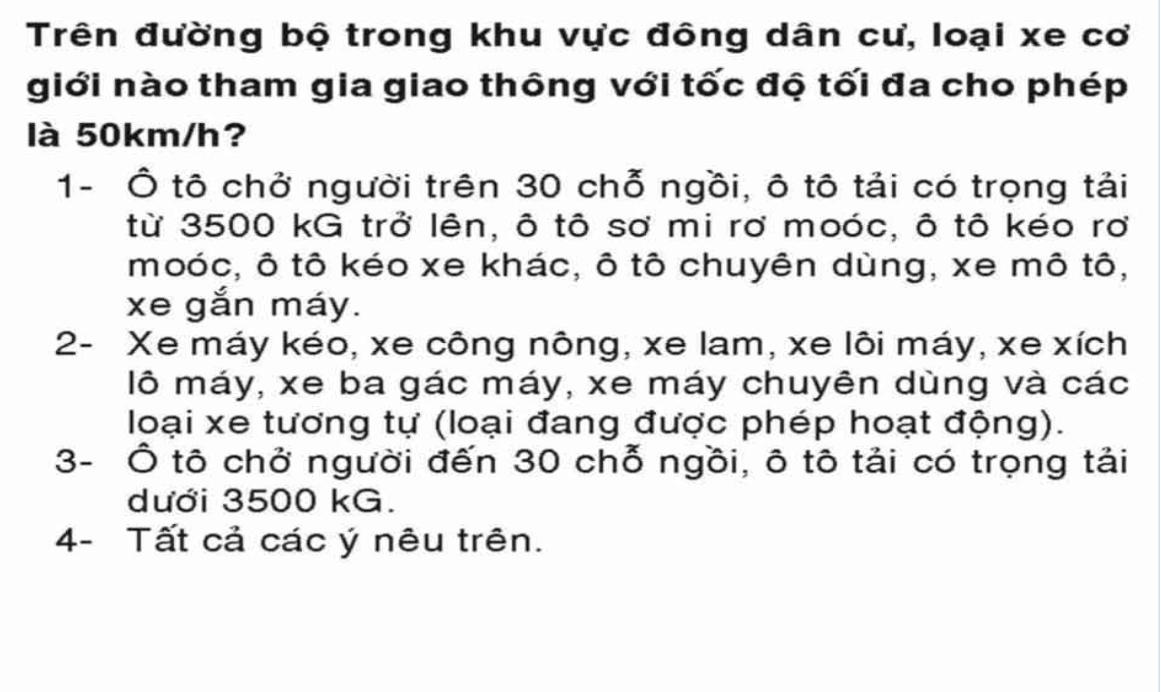 Trên đường bộ trong khu vực đông dân cư, loại xe cơ
giới nào tham gia giao thông với tốc độ tối đa cho phép
là 50km/h?
1- Ô tô chở người trên 30 chỗ ngồi, ô tô tải có trọng tải
từ 3500 kG trở lên, ô tô sơ mi rơ moóc, ô tô kéo rơ
moóc, ô tô kéo xe khác, ô tô chuyên dùng, xe mô tô,
xe gắn máy.
2- Xe máy kéo, xe công nông, xe lam, xe lôi máy, xe xích
lô máy, xe ba gác máy, xe máy chuyên dùng và các
loại xe tương tự (loại đang được phép hoạt động).
3- Ô tô chở người đến 30 chỗ ngồi, ô tô tải có trọng tải
dưới 3500 kG.
4- Tất cả các ý nêu trên.